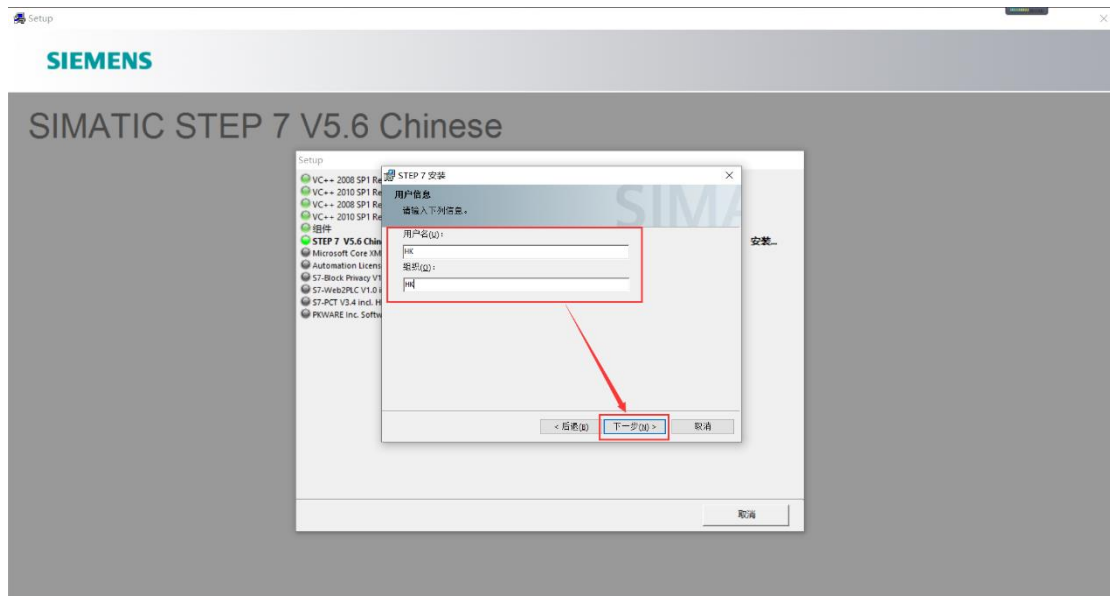 Setup
SIEMENS
SIMATIC STEP 7 V5.6 Chinese
Setup
VC++ 2008 SP1 Re
VC++ 2010 SP1 Re
VC++ 2008 SP1 Re
VC++ 2010 SP1 Re
组件
STEP 7 V5.6 Chin
Microsoft Core XM
Automation Licens
S7-Block Privacy V1
S7-Web2PLC V1.0 i
S7-PCT V3.4 incl. H
PKWARE Inc. Softw
STEP 7 安装
用户信息
请输入下列信息。
SIMA
用户名(U):
HK
组织(O):
HK
安装...
< 后退(B)
下一步(N) >
取消
取消